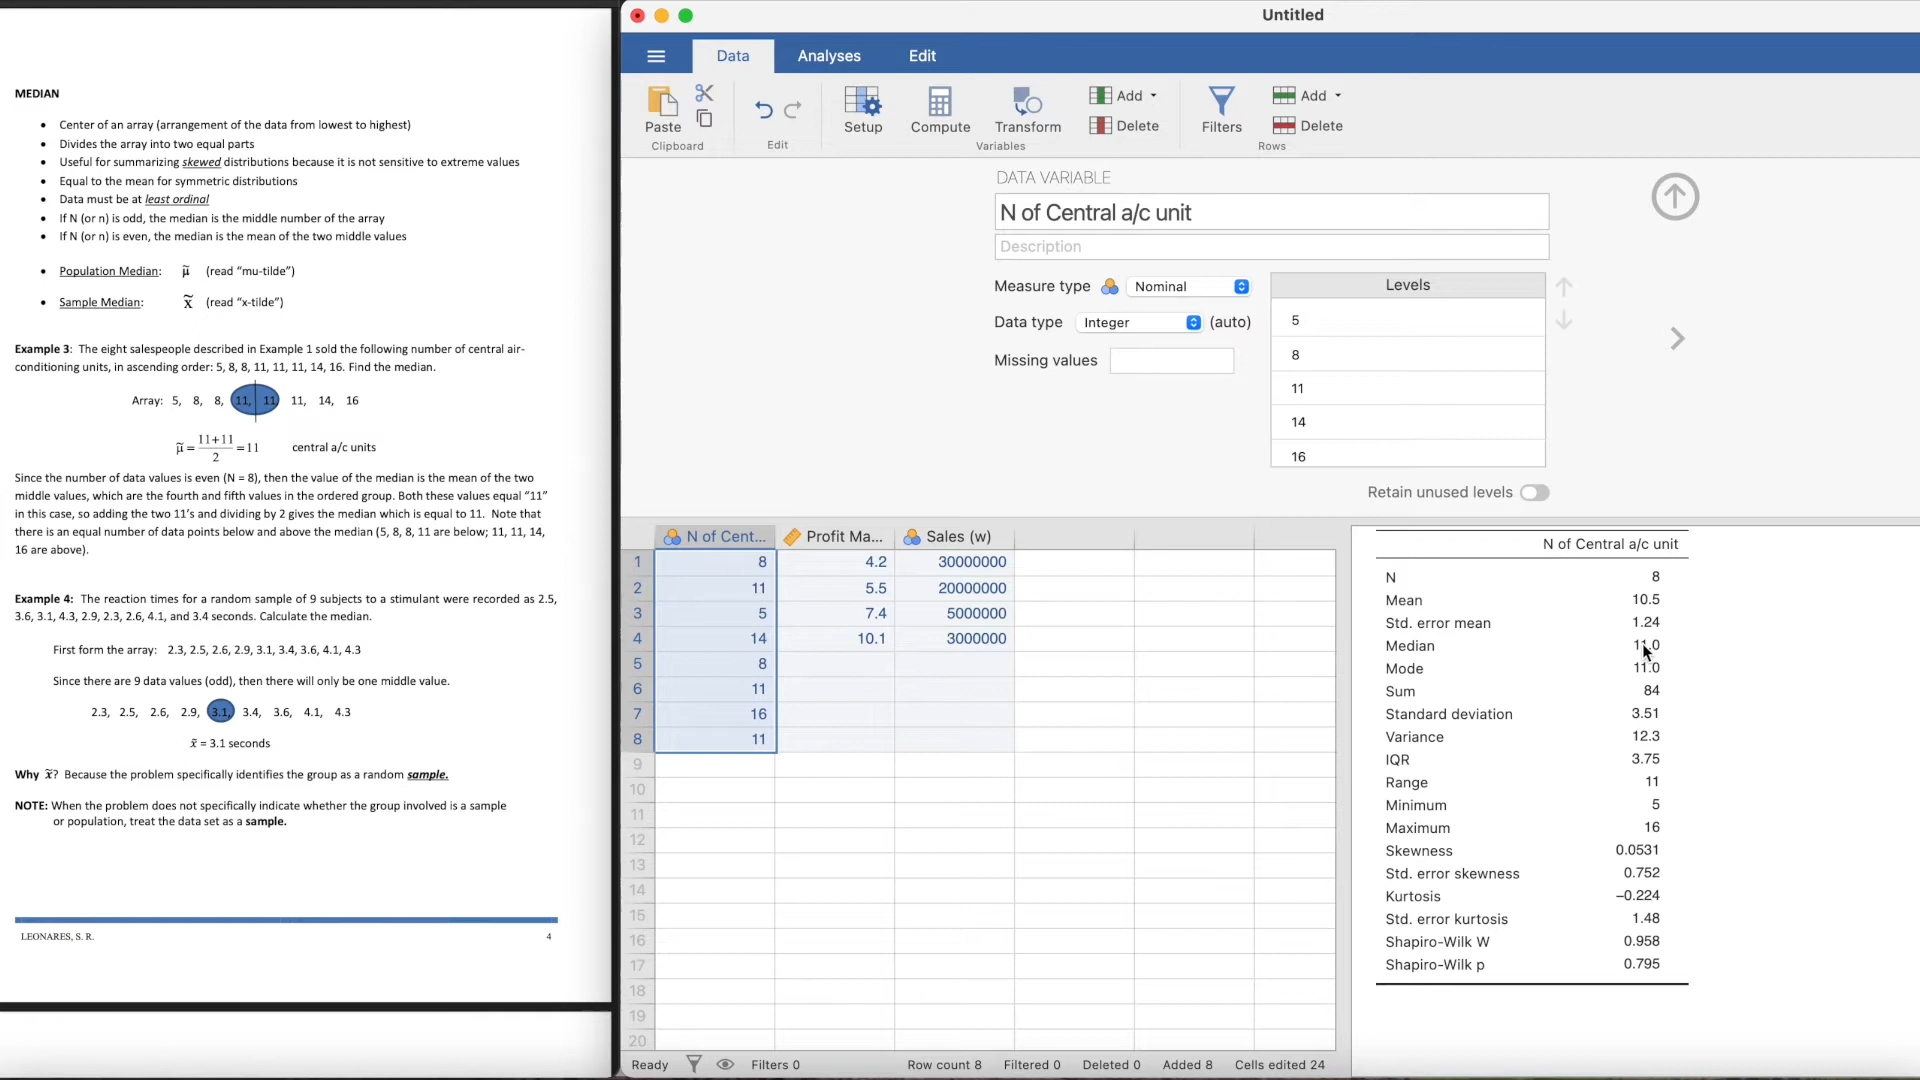 MEDIAN
• Center of an array (arrangement of the data from lowest to highest)
• Divides the array into two equal parts
• Useful for summarizing skewed distributions because it is not sensitive to extreme values
• Equal to the mean for symmetric distributions
• Data must be at least ordinal
• If N (or n) is odd, the median is the middle number of the array
• If N (or n) is even, the median is the mean of the two middle values
• Population Median: μ̃ (read “mu-tilde”)
• Sample Median: x̃ (read “x-tilde”)
Example 3: The eight salespeople described in Example 1 sold the following number of central air-
conditioning units, in ascending order: 5, 8, 8, 11, 11, 11, 14, 16. Find the median.
Array: 5, 8, 8, 11, 11 11, 14, 16
μ̃ = 11+11 / 2 = 11 central a/c units
Since the number of data values is even (N = 8), then the value of the median is the mean of the two
middle values, which are the fourth and fifth values in the ordered group. Both these values equal “11”
in this case, so adding the two 11’s and dividing by 2 gives the median which is equal to 11. Note that
there is an equal number of data points below and above the median (5, 8, 8, 11 are below; 11, 11, 14,
16 are above).
Example 4: The reaction times for a random sample of 9 subjects to a stimulant were recorded as 2.5,
3.6, 3.1, 4.3, 2.9, 2.3, 2.6, 4.1, and 3.4 seconds. Calculate the median.
First form the array: 2.3, 2.5, 2.6, 2.9, 3.1, 3.4, 3.6, 4.1, 4.3
Since there are 9 data values (odd), then there will only be one middle value.
2.3, 2.5, 2.6, 2.9, 3.1, 3.4, 3.6, 4.1, 4.3
x̃ = 3.1 seconds
Why x̃? Because the problem specifically identifies the group as a random sample.
NOTE: When the problem does not specifically indicate whether the group involved is a sample
or population, treat the data set as a sample.
LEONARES, S. R. 4
Untitled
Data Analyses Edit
Paste Setup Compute Transform Add Delete Filters Add Delete
Clipboard Edit Variables Rows
DATA VARIABLE
N of Central a/c unit
Description
Measure type Nominal
Data type Integer (auto)
Missing values
Levels
5
8
11
14
16
Retain unused levels
N of Cent... Profit Ma... Sales (w)
1 8 4.2 30000000
2 11 5.5 20000000
3 5 7.4 5000000
4 14 10.1 3000000
5 8
6 11
7 16
8 11
9
10
11
12
13
14
15
16
17
18
19
20
Ready Filters 0 Row count 8 Filtered 0 Deleted 0 Added 8 Cells edited 24
N of Central a/c unit
N 8
Mean 10.5
Std. error mean 1.24
Median 11.0
Mode 11.0
Sum 84
Standard deviation 3.51
Variance 12.3
IQR 3.75
Range 11
Minimum 5
Maximum 16
Skewness 0.0531
Std. error skewness 0.752
Kurtosis −0.224
Std. error kurtosis 1.48
Shapiro-Wilk W 0.958
Shapiro-Wilk p 0.795